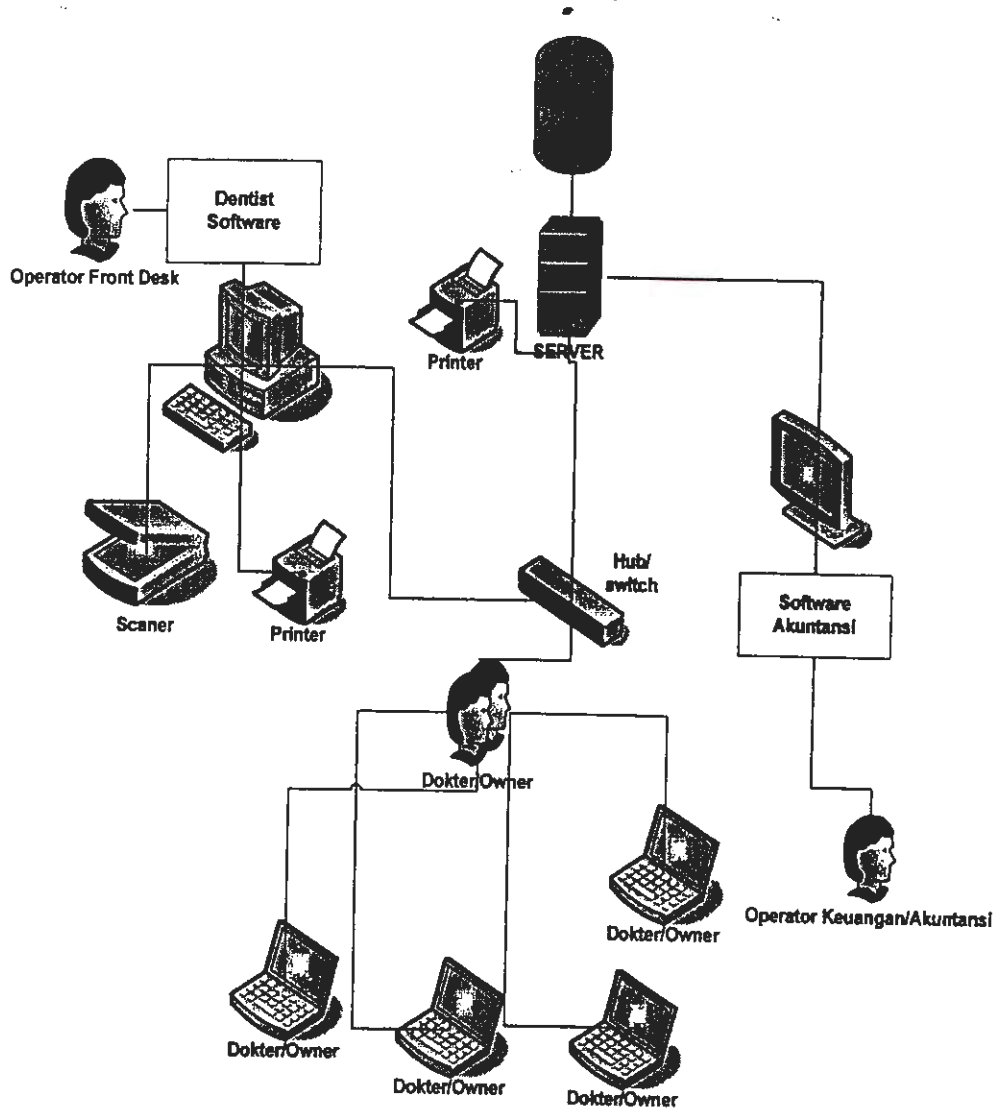 Dentist
Software
Operator Front Desk
Printer
SERVER
Hub/
switch
Scaner
Printer
Software
Akuntansi
Dokter/Owner
Dokter/Owner
Operator Keuangan/Akuntansi
Dokter/Owner
Dokter/Owner
Dokter/Owner